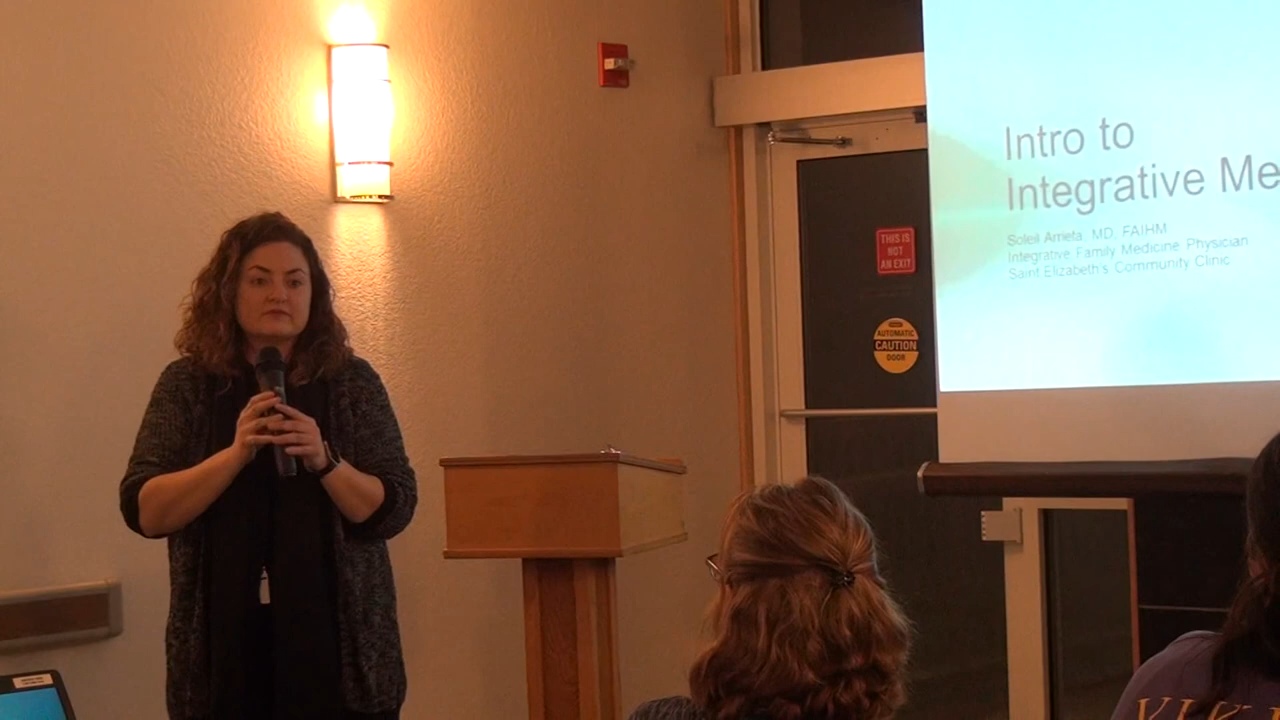 Intro to
Integrative Me
Soleil Arrieta, MD, FAIHM
Integrative Family Medicine Physician
Saint Elizabeth's Community Clinic
THIS IS
NOT
AN EXIT
AUTOMATIC
CAUTION
DOOR